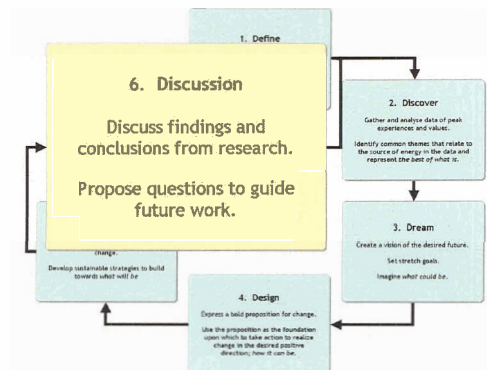 1. Define
6. Discussion
Discuss findings and
conclusions from research.
Propose questions to guide
future work.
2. Discover
Gather and analyse data of peak
experiences and values.
Identify common themes that relate to
the source of energy in the data and
represent the best of what is.
3. Dream
Create a vision of the desired future.
Set stretch goals.
Imagine what could be.
4. Design
Express a bold proposition for change.
Use the proposition as the foundation
upon which to take action to realize
change in the desired positive
direction; how it can be.
change.
Develop sustainable strategies to build
towards what will be